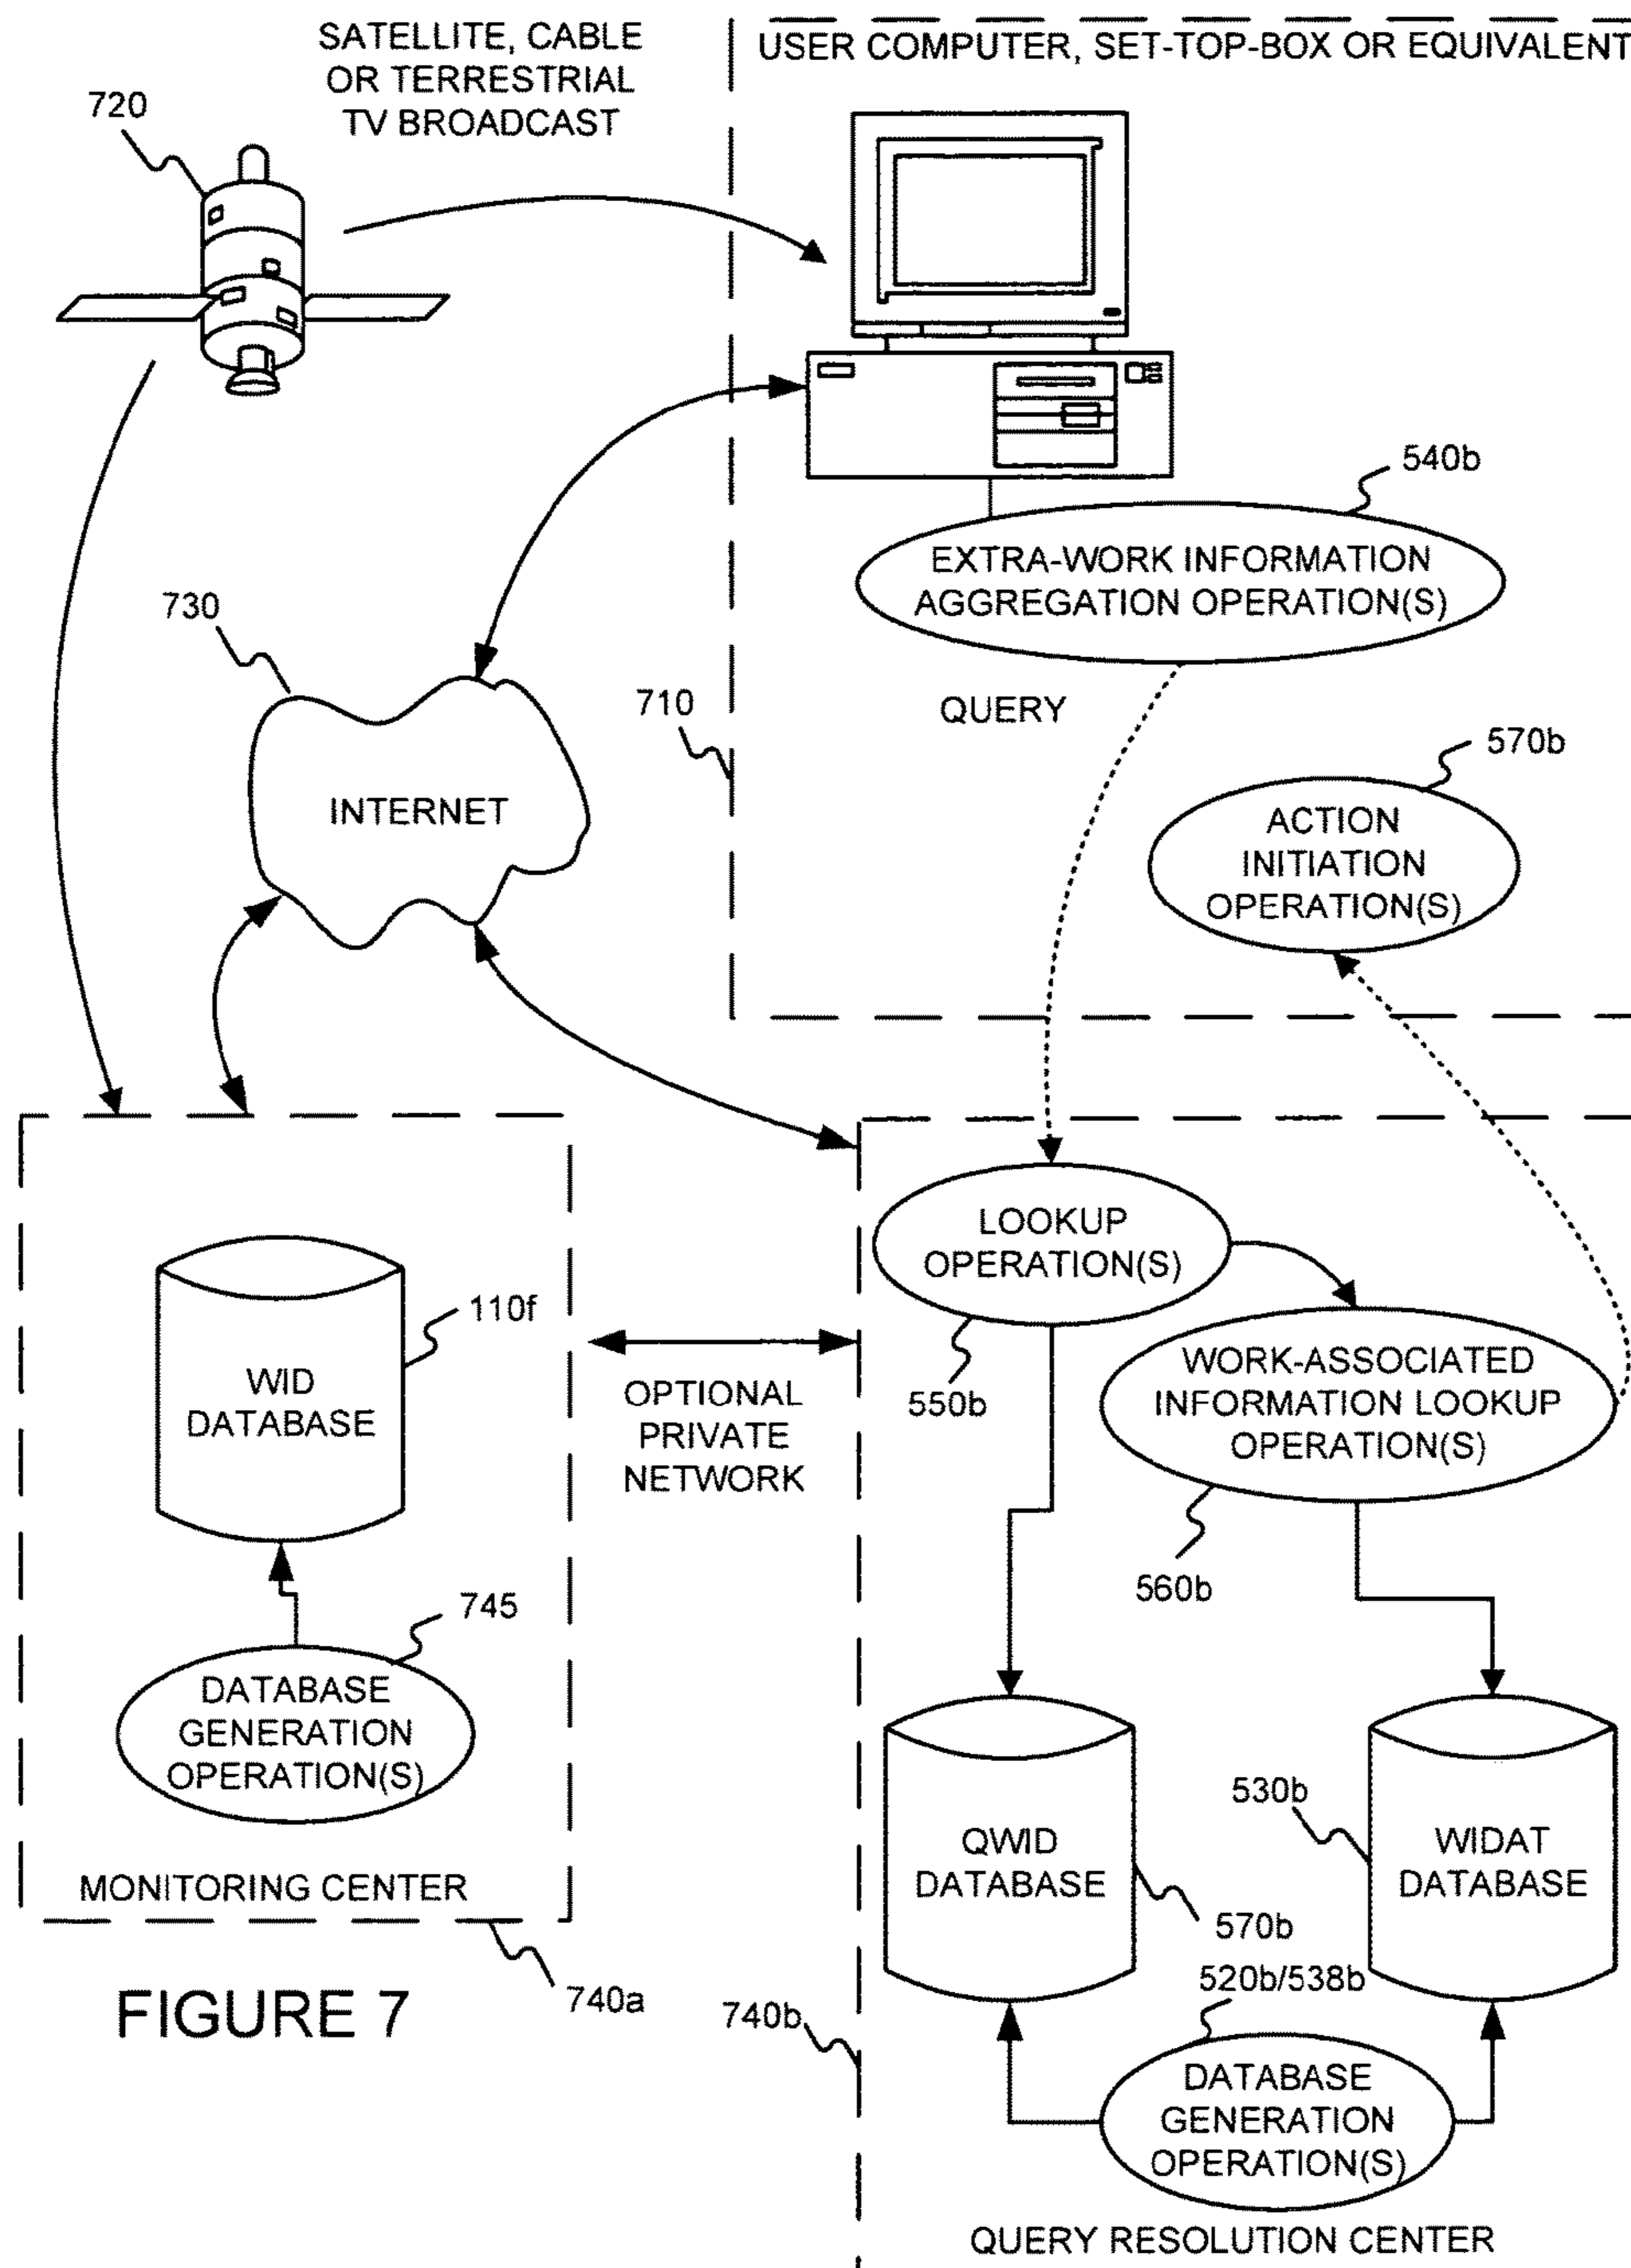 SATELLITE, CABLE
OR TERRESTRIAL
TV BROADCAST
USER COMPUTER, SET-TOP-BOX OR EQUIVALENT
720
540b
EXTRA-WORK INFORMATION
AGGREGATION OPERATION(S)
730
710
QUERY
570b
INTERNET
ACTION
INITIATION
OPERATION(S)
LOOKUP
OPERATION(S)
110f
WID
DATABASE
OPTIONAL
PRIVATE
NETWORK
550b
WORK-ASSOCIATED
INFORMATION LOOKUP
OPERATION(S)
560b
745
DATABASE
GENERATION
OPERATION(S)
MONITORING CENTER
740a
530b
QWID
DATABASE
WIDAT
DATABASE
570b
520b/538b
FIGURE 7
740b
DATABASE
GENERATION
OPERATION(S)
QUERY RESOLUTION CENTER